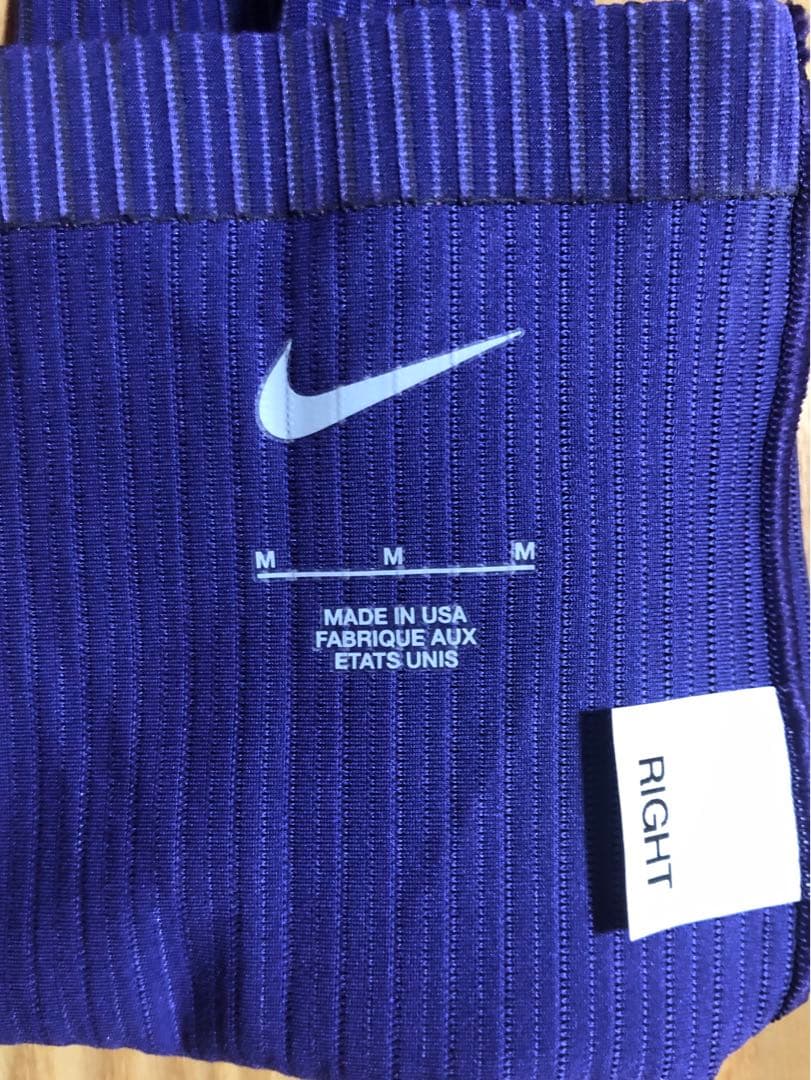 M M M
MADE IN USA
FABRIQUE AUX
ETATS UNIS
RIGHT